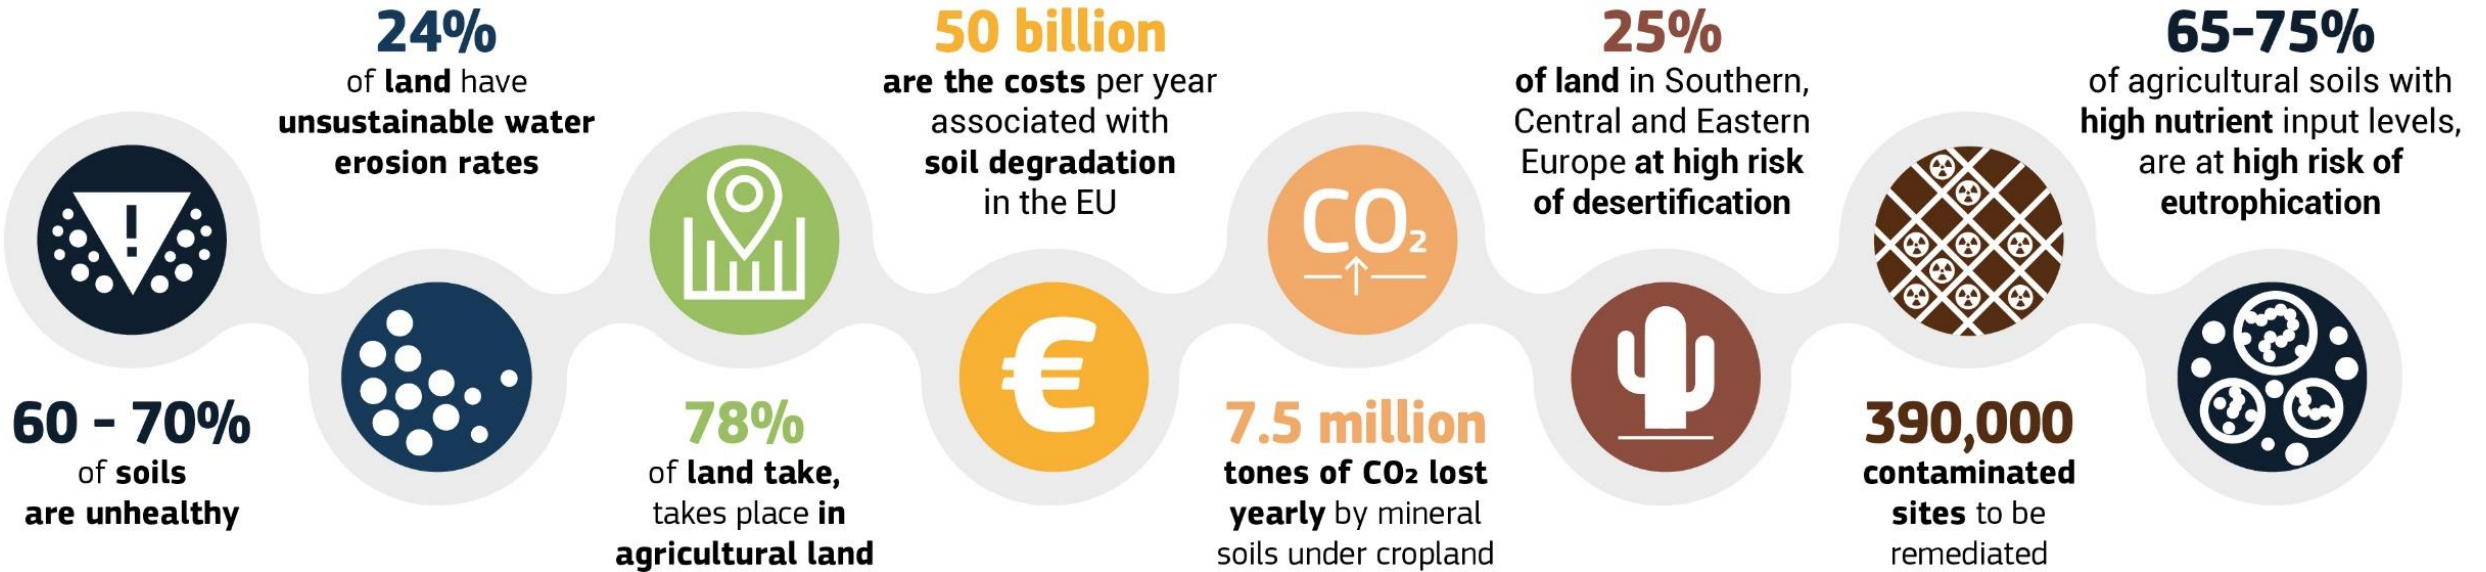 60 - 70%
of soils
are unhealthy
24%
of land have
unsustainable water
erosion rates
78%
of land take,
takes place in
agricultural land
50 billion
are the costs per year
associated with
soil degradation
in the EU
€
CO₂
7.5 million
tones of CO₂ lost
yearly by mineral
soils under cropland
25%
of land in Southern,
Central and Eastern
Europe at high risk
of desertification
390,000
contaminated
sites to be
remediated
65-75%
of agricultural soils with
high nutrient input levels,
are at high risk of
eutrophication